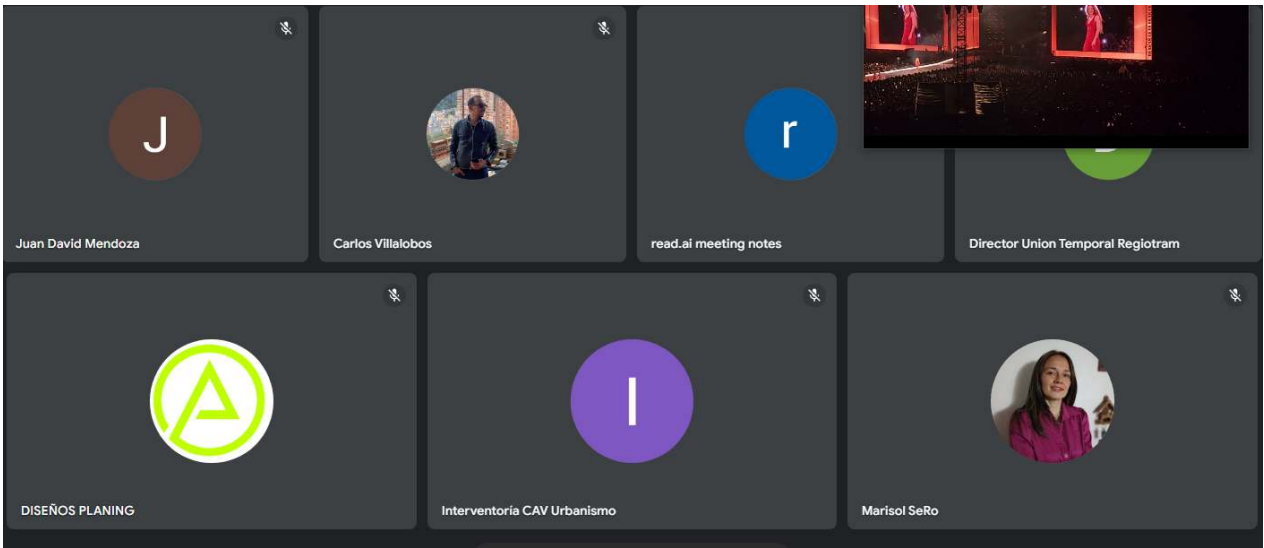 J
r
Juan David Mendoza
Carlos Villalobos
read.ai meeting notes
Director Union Temporal Regiotram
I
DISEÑOS PLANING
Interventoría CAV Urbanismo
Marisol SeRo